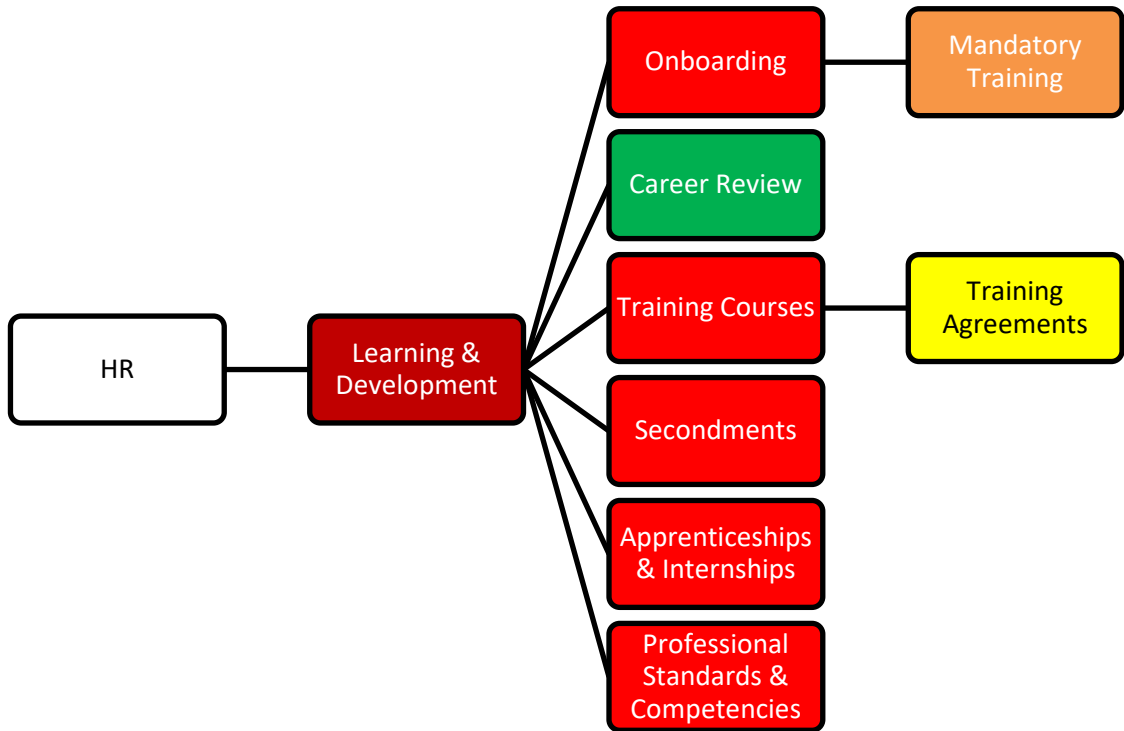 HR
Learning &
Development
Onboarding
Mandatory
Training
Career Review
Training Courses
Training
Agreements
Secondments
Apprenticeships
& Internships
Professional
Standards &
Competencies